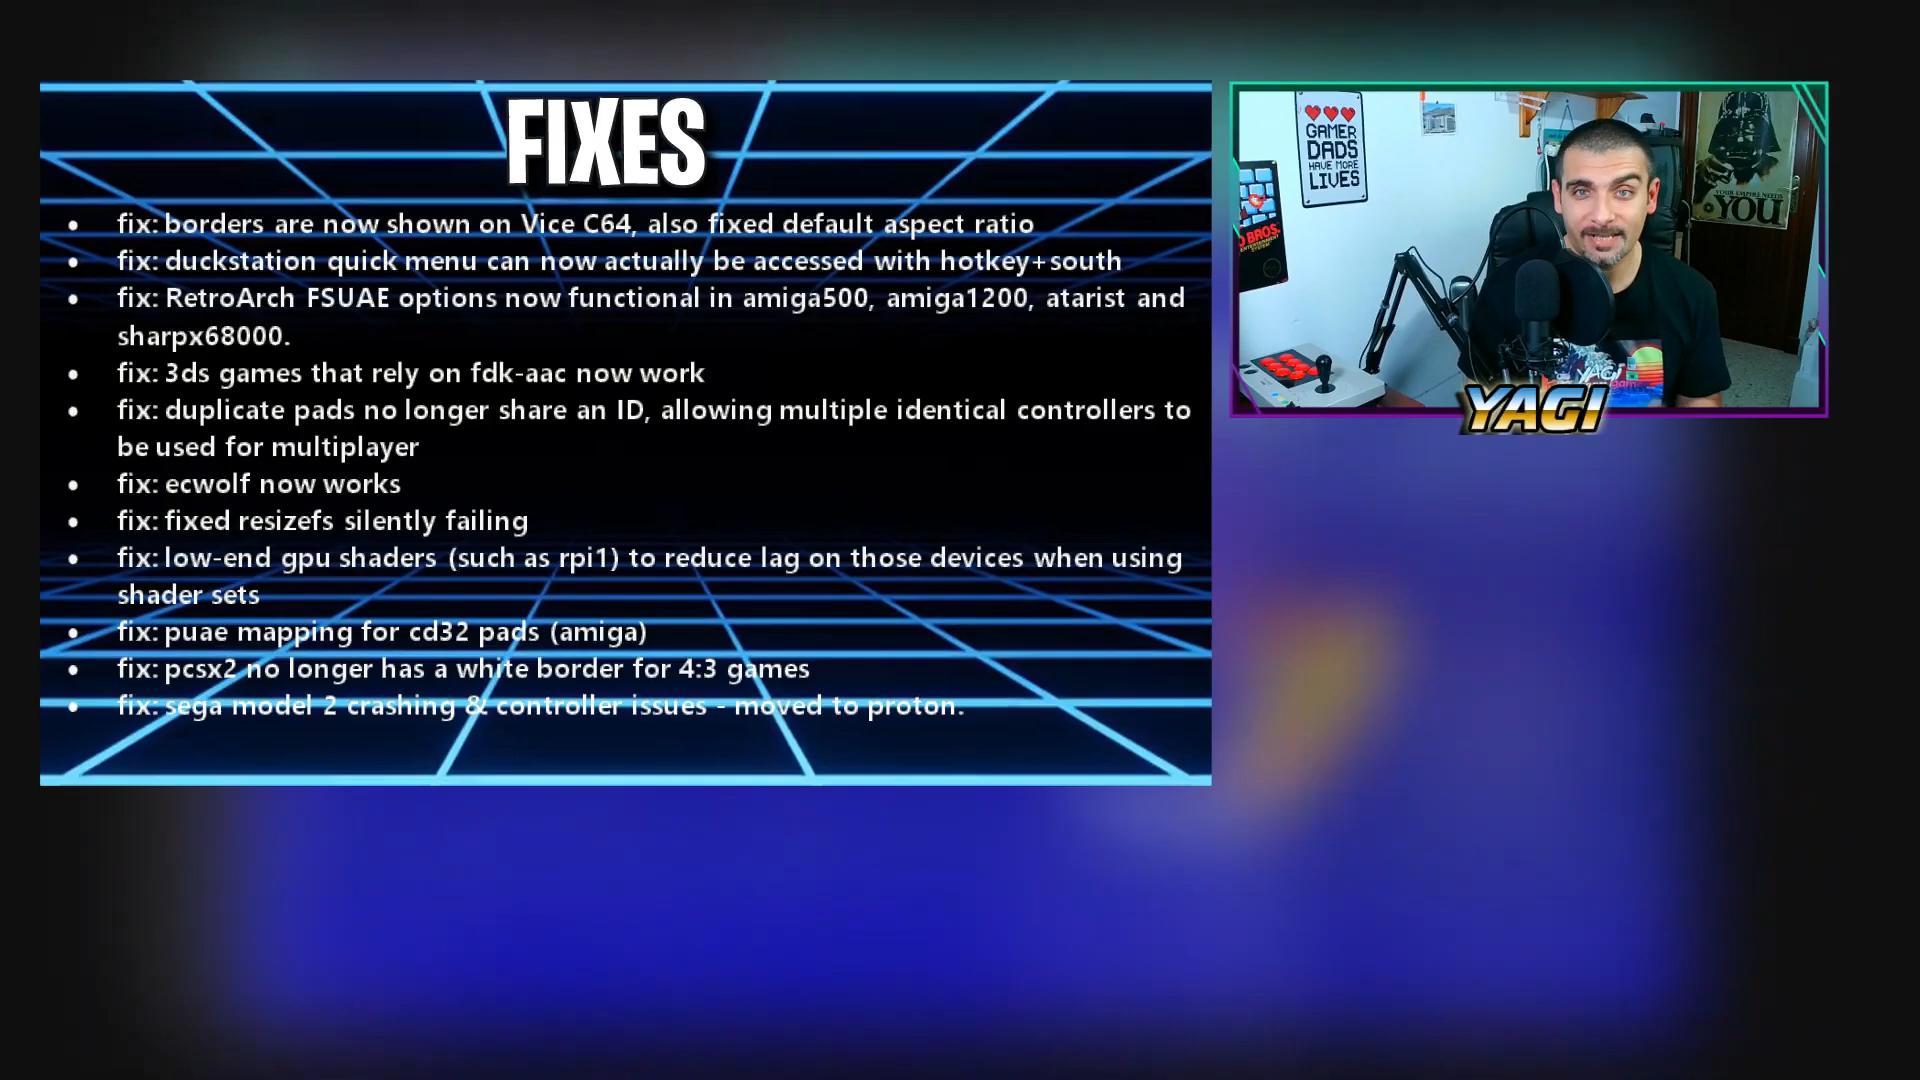 FIXES
• fix: borders are now shown on Vice C64, also fixed default aspect ratio
• fix: duckstation quick menu can now actually be accessed with hotkey+south
• fix: RetroArch FSUAE options now functional in amiga500, amiga1200, atarist and
sharpx68000.
• fix: 3ds games that rely on fdk-aac now work
• fix: duplicate pads no longer share an ID, allowing multiple identical controllers to
be used for multiplayer
• fix: ecwolf now works
• fix: fixed resizefs silently failing
• fix: low-end gpu shaders (such as rpi1) to reduce lag on those devices when using
shader sets
• fix: puae mapping for cd32 pads (amiga)
• fix: pcsx2 no longer has a white border for 4:3 games
• fix: sega model 2 crashing & controller issues - moved to proton.
GAMER
DADS
HAVE MORE
LIVES
BROS.
YOUR EMPIRE NEEDS
YOU
YAGI
YAGI